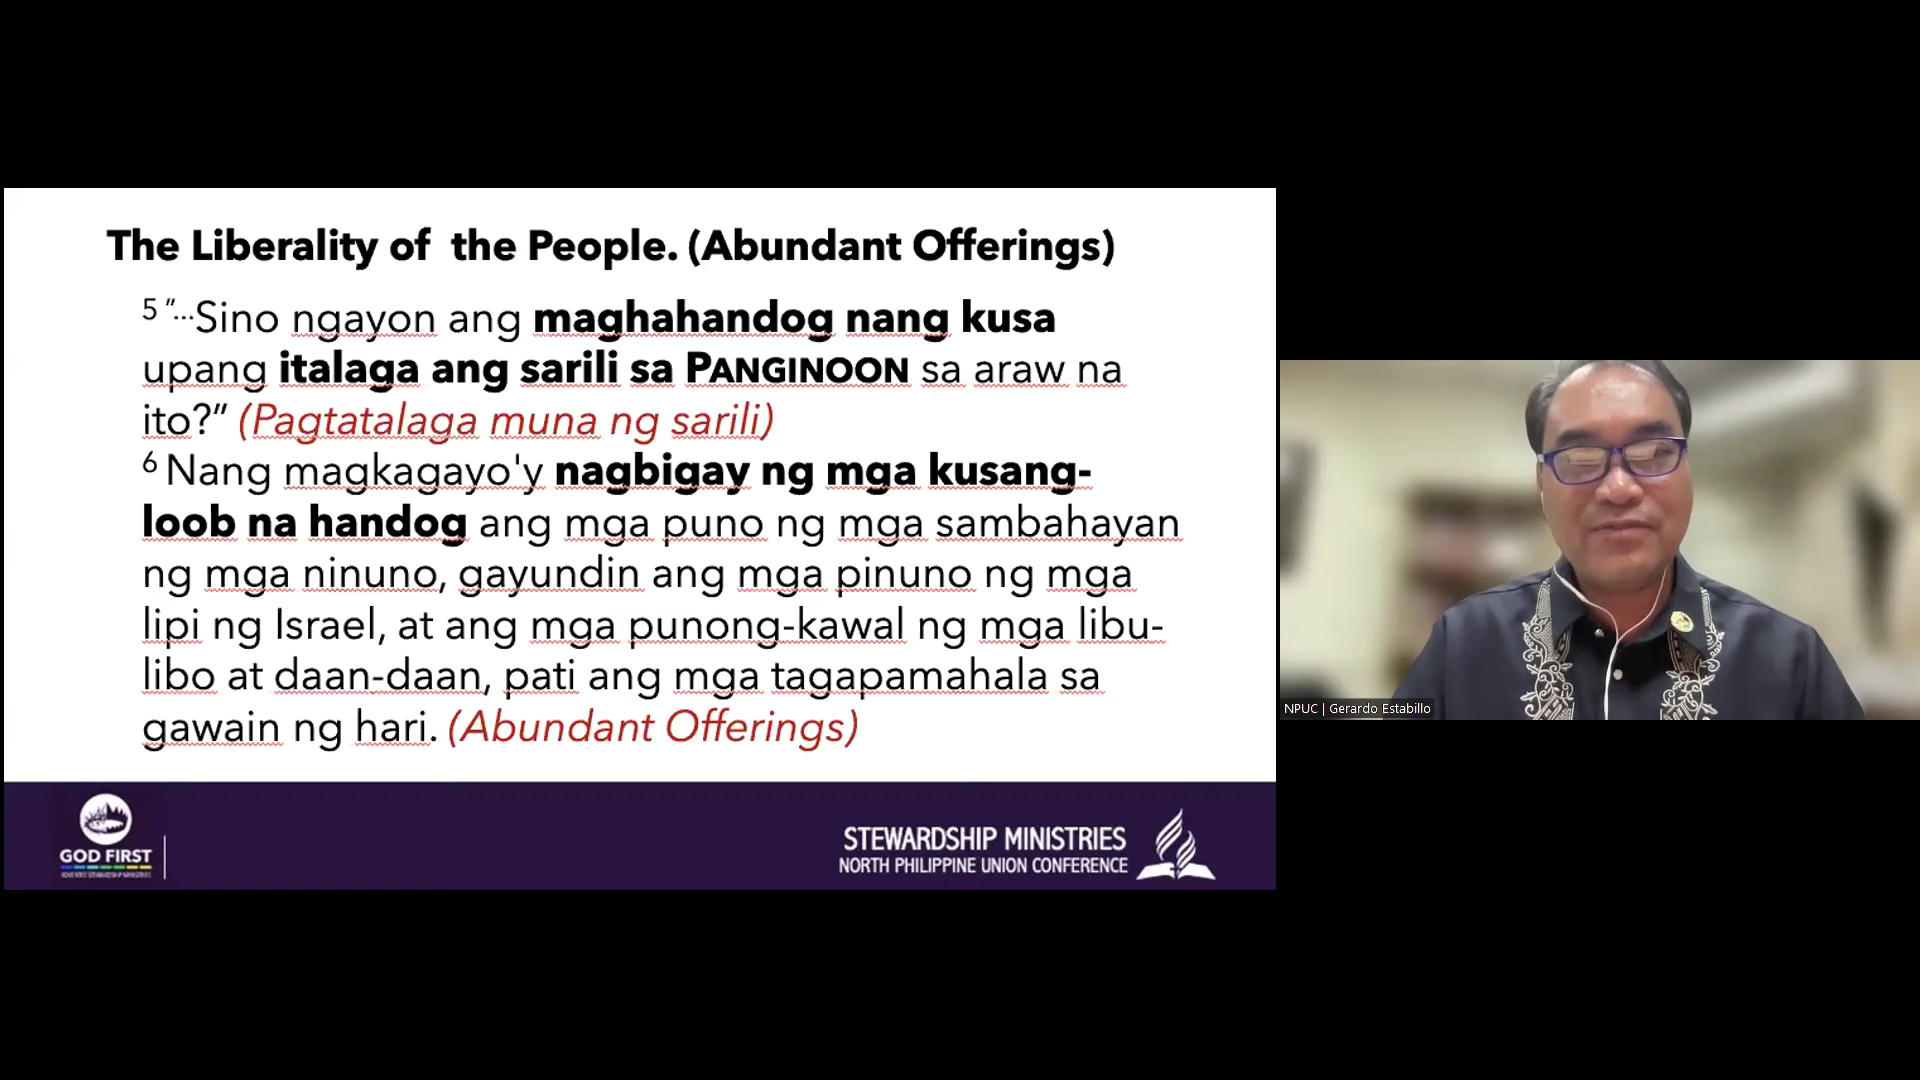 The Liberality of the People. (Abundant Offerings)
5 "...Sino ngayon ang maghahandog nang kusa
upang italaga ang sarili sa PANGINOON sa araw na
ito?” (Pagtatalaga muna ng sarili)
6 Nang magkagayo'y nagbigay ng mga kusang-
loob na handog ang mga puno ng mga sambahayan
ng mga ninuno, gayundin ang mga pinuno ng mga
lipi ng Israel, at ang mga punong-kawal ng mga libu-
libo at daan-daan, pati ang mga tagapamahala sa
gawain ng hari. (Abundant Offerings)
GOD FIRST
ADVENTIST STEWARDSHIP MINISTRIES
STEWARDSHIP MINISTRIES
NORTH PHILIPPINE UNION CONFERENCE
NPUC | Gerardo Estabillo